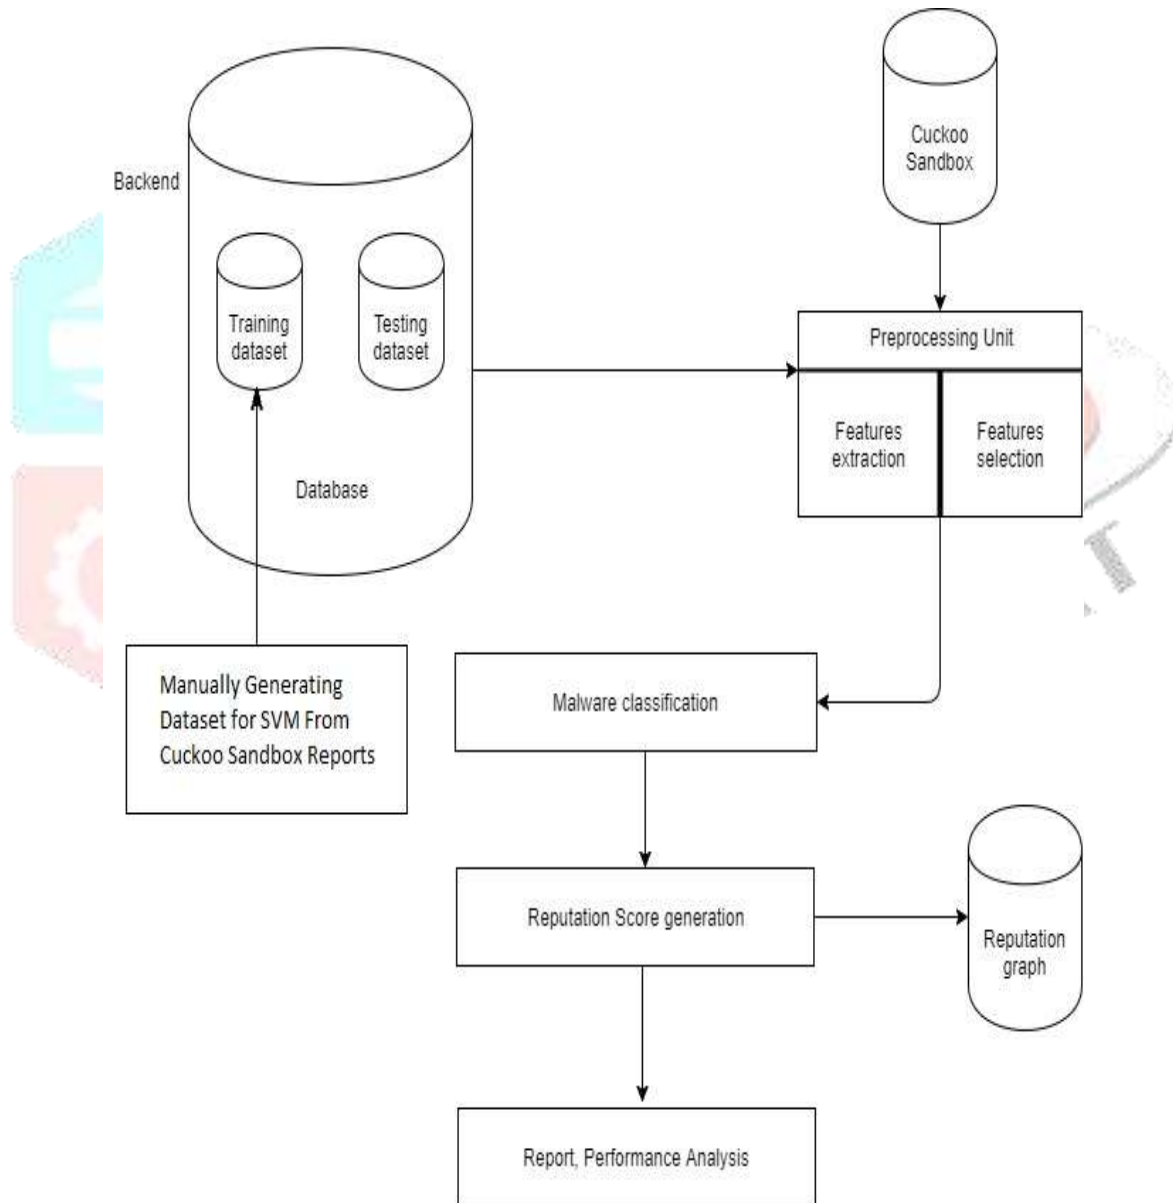 Cuckoo
Sandbox
Backend
Training
dataset
Testing
dataset
Database
Preprocessing Unit
Features
extraction
Features
selection
Manually Generating
Dataset for SVM From
Cuckoo Sandbox Reports
Malware classification
Reputation Score generation
Reputation
graph
Report, Performance Analysis